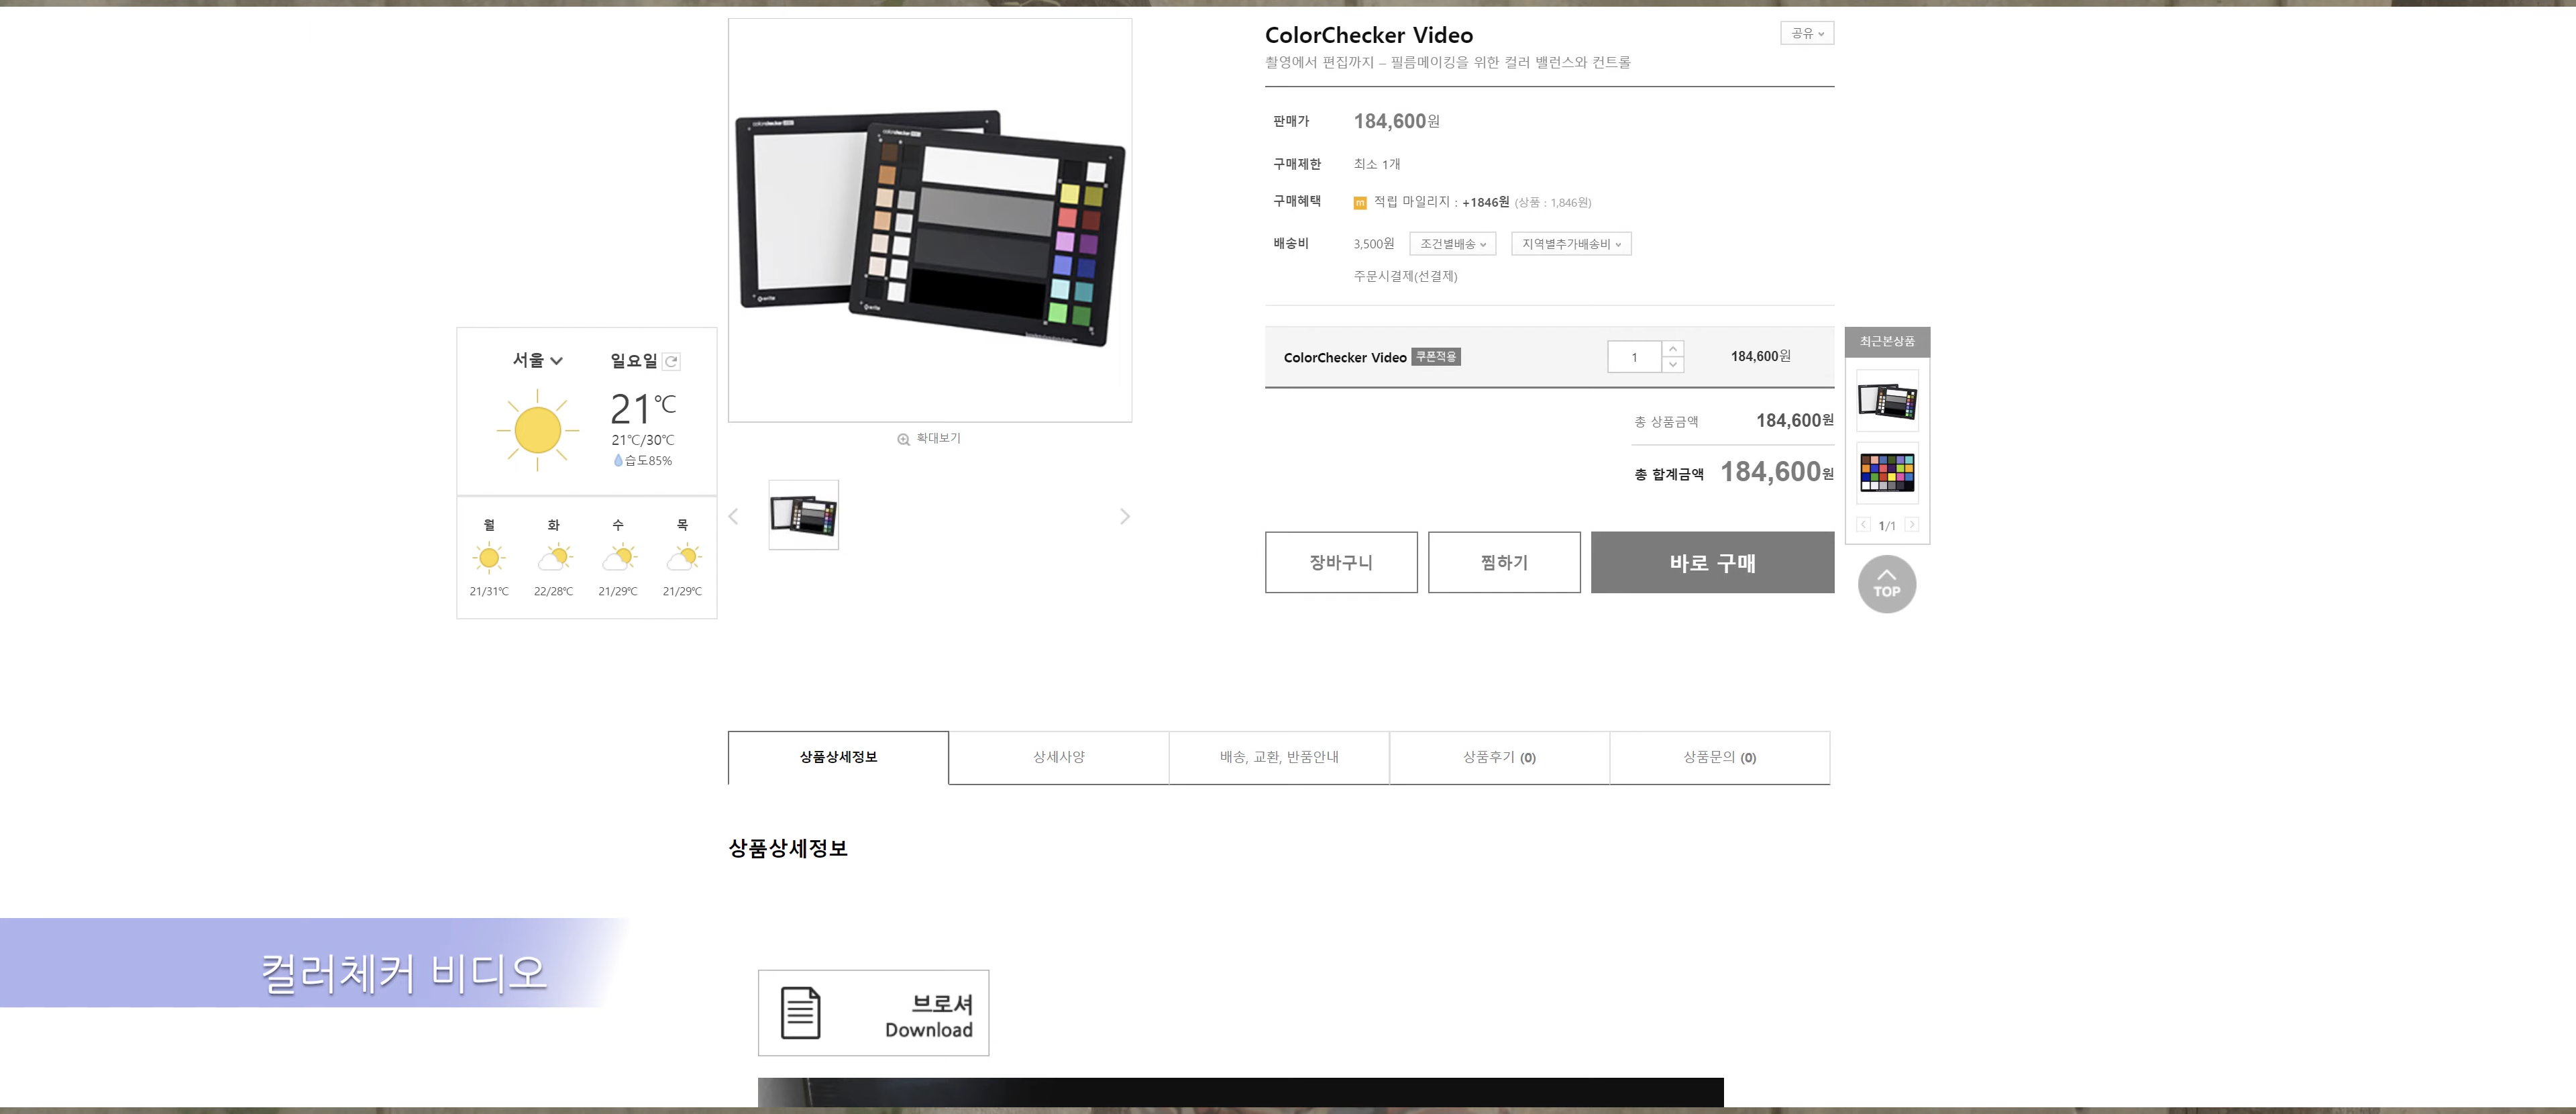 ColorChecker Video
공유
촬영에서 편집까지 – 필름메이킹을 위한 컬러 밸런스와 컨트롤
판매가 184,600원
구매제한 최소 1개
구매혜택 m 적립 마일리지 : +1846원 (상품 : 1,846원)
배송비 3,500원 조건별배송 지역별추가배송비
주문시결제(선결제)
ColorChecker Video 쿠폰적용 1 184,600원
총 상품금액 184,600원
총 합계금액 184,600원
장바구니 찜하기 바로 구매
확대보기
서울 일요일
21℃
21℃/30℃
습도85%
월 화 수 목
21/31℃ 22/28℃ 21/29℃ 21/29℃
최근본상품
1/1
TOP
상품상세정보 상세사양 배송, 교환, 반품안내 상품후기 (0) 상품문의 (0)
상품상세정보
컬러체커 비디오
브로셔
Download